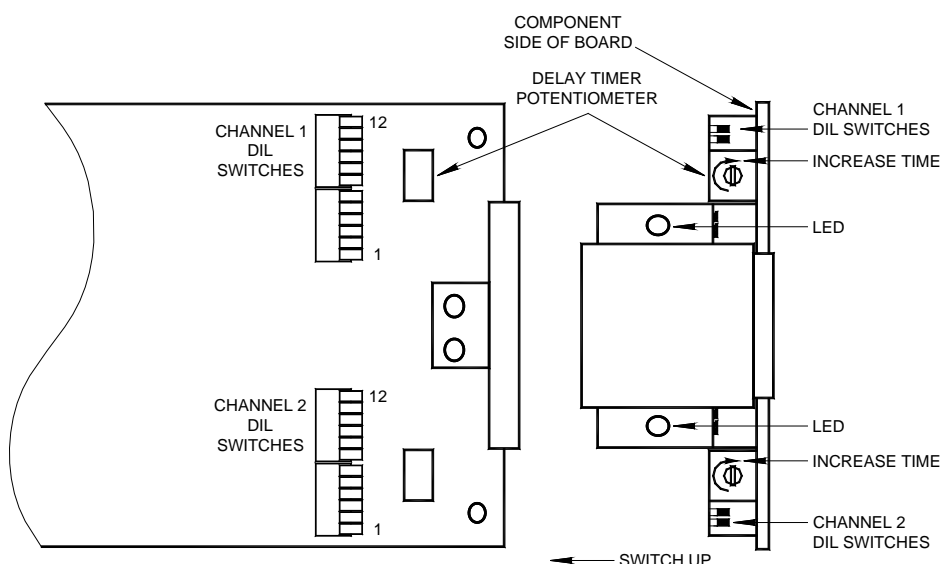 COMPONENT
SIDE OF BOARD
DELAY TIMER
POTENTIOMETER
CHANNEL 1
DIL
SWITCHES
12
1
CHANNEL 1
DIL SWITCHES
INCREASE TIME
LED
CHANNEL 2
DIL
SWITCHES
12
1
LED
INCREASE TIME
CHANNEL 2
DIL SWITCHES
SWITCH UP